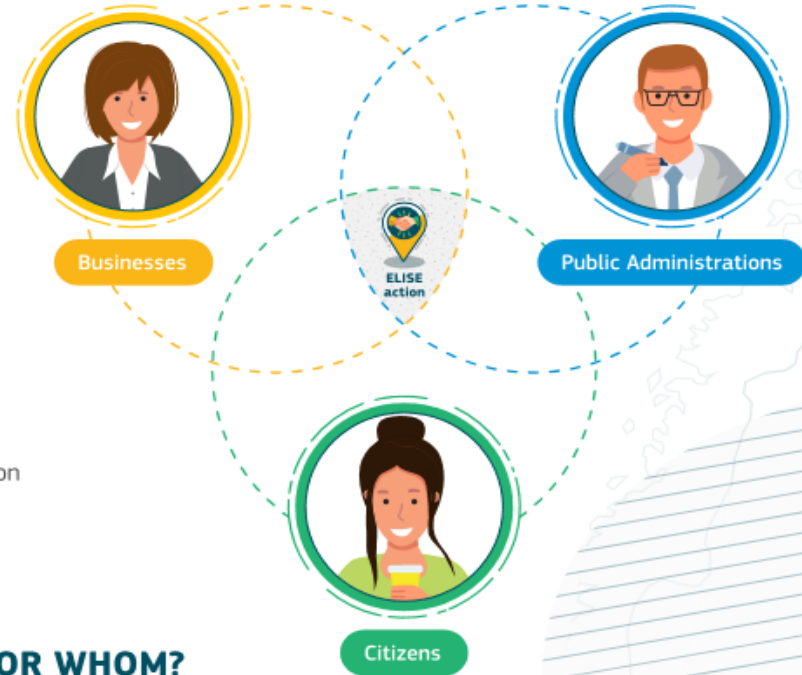 Businesses
Public Administrations
ELISE
action
on
Citizens
OR WHOM?